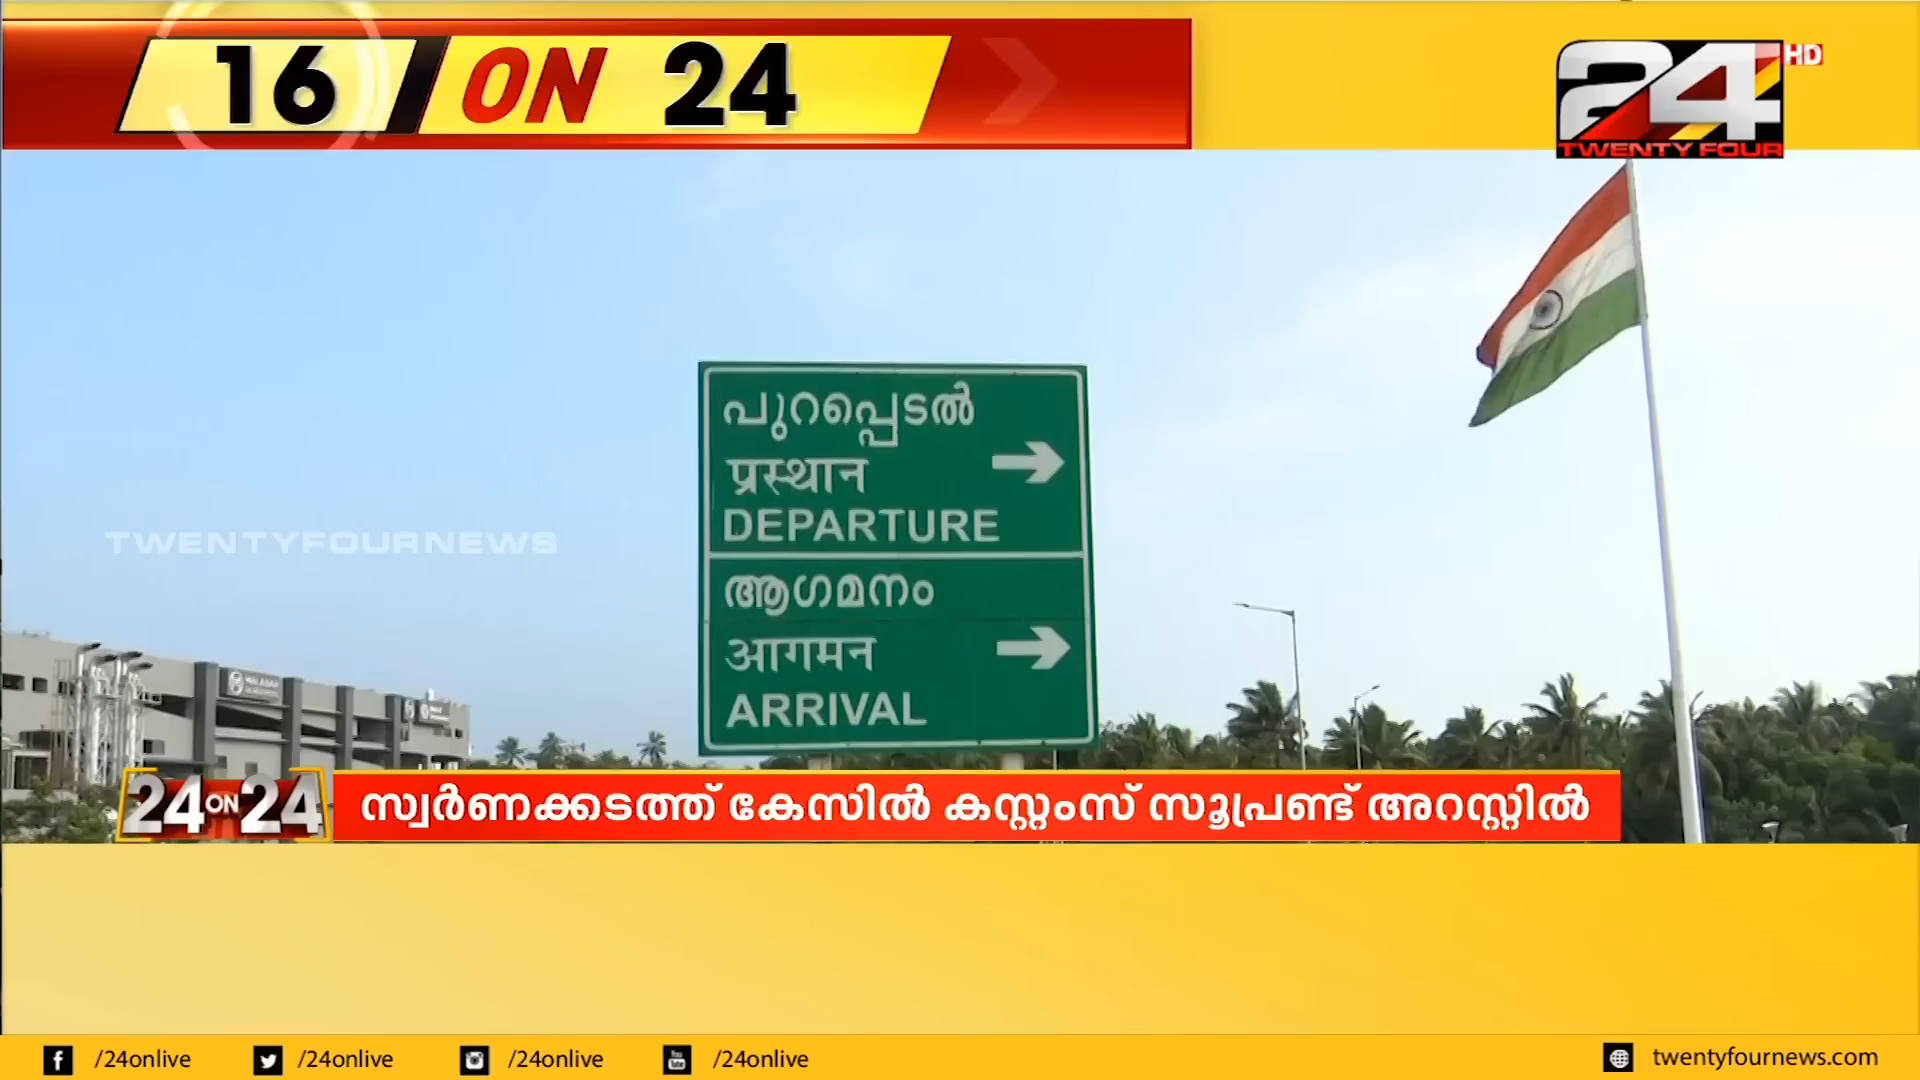 16 ON 24
24 HD
TWENTY FOUR
പുറപ്പെടൽ
प्रस्थान
DEPARTURE
TWENTYFOURNEWS
ആഗമനം
आगमन
ARRIVAL
24 ON 24
സ്വർണക്കടത്ത് കേസിൽ കസ്റ്റംസ് സൂപ്രണ്ട് അറസ്റ്റിൽ
/24onlive /24onlive /24onlive /24onlive twentyfournews.com